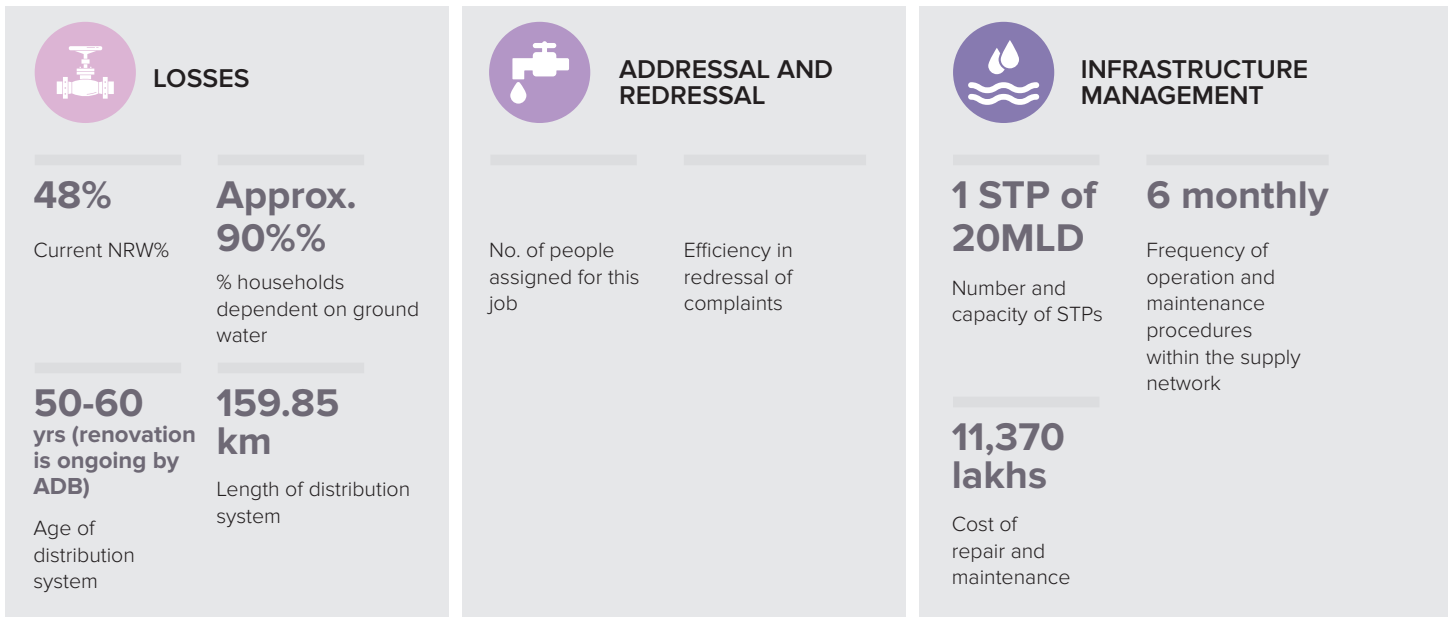 LOSSES
48%
Current NRW%
Approx.
90%%
% households
dependent on ground
water
50-60
yrs (renovation
is ongoing by
ADB)
Age of
distribution
system
159.85
km
Length of distribution
system
ADDRESSAL AND
REDRESSAL
No. of people
assigned for this
job
Efficiency in
redressal of
complaints
INFRASTRUCTURE
MANAGEMENT
1 STP of
20MLD
Number and
capacity of STPs
6 monthly
Frequency of
operation and
maintenance
procedures
within the supply
network
11,370
lakhs
Cost of
repair and
maintenance